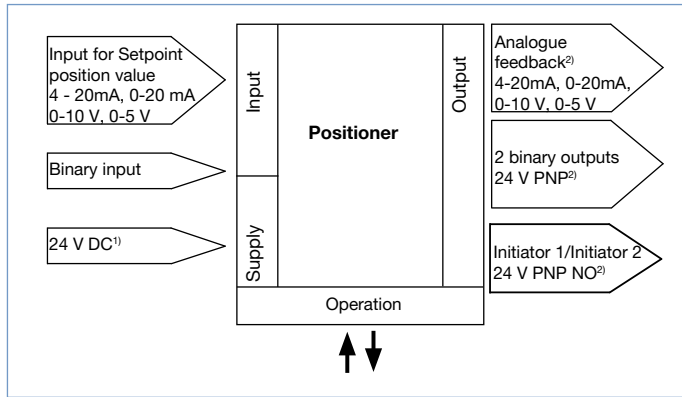 Input for Setpoint
position value
4 - 20mA, 0-20 mA
0-10 V, 0-5 V
Binary input
24 V DC1)
Input
Supply
Positioner
Output
Operation
Analogue
feedback2)
4-20mA, 0-20mA,
0-10 V, 0-5 V
2 binary outputs
24 V PNP2)
Initiator 1/Initiator 2
24 V PNP NO2)